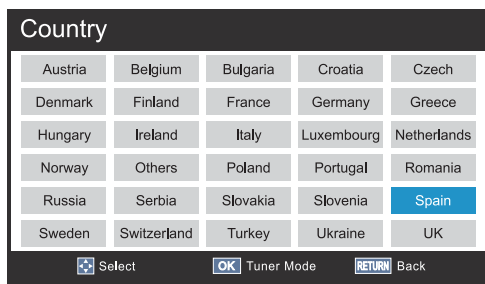 Country
Austria Belgium Bulgaria Croatia Czech
Denmark Finland France Germany Greece
Hungary Ireland Italy Luxembourg Netherlands
Norway Others Poland Portugal Romania
Russia Serbia Slovakia Slovenia Spain
Sweden Switzerland Turkey Ukraine UK
Select OK Tuner Mode RETURN Back